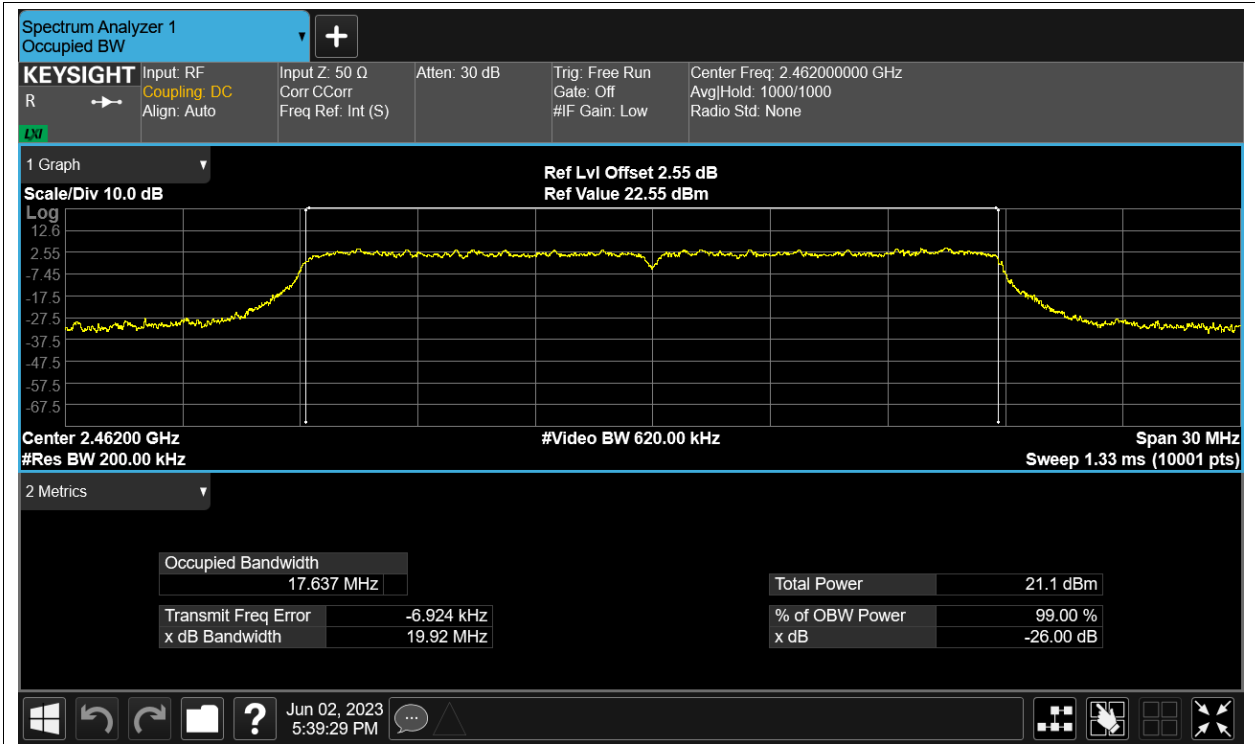 Spectrum Analyzer 1
Occupied BW
KEYSIGHT
R
LXI
Input: RF
Coupling: DC
Align: Auto
Input Z: 50 Ω
Corr CCorr
Freq Ref: Int (S)
Atten: 30 dB
Trig: Free Run
Gate: Off
#IF Gain: Low
Center Freq: 2.462000000 GHz
Avg|Hold: 1000/1000
Radio Std: None
1 Graph
Scale/Div 10.0 dB
Ref Lvl Offset 2.55 dB
Ref Value 22.55 dBm
Log
12.6
2.55
-7.45
-17.5
-27.5
-37.5
-47.5
-57.5
-67.5
Center 2.46200 GHz
#Video BW 620.00 kHz
Span 30 MHz
#Res BW 200.00 kHz
Sweep 1.33 ms (10001 pts)
2 Metrics
Occupied Bandwidth
17.637 MHz
Total Power 21.1 dBm
Transmit Freq Error -6.924 kHz
% of OBW Power 99.00 %
x dB Bandwidth 19.92 MHz
x dB -26.00 dB
?
Jun 02, 2023
5:39:29 PM